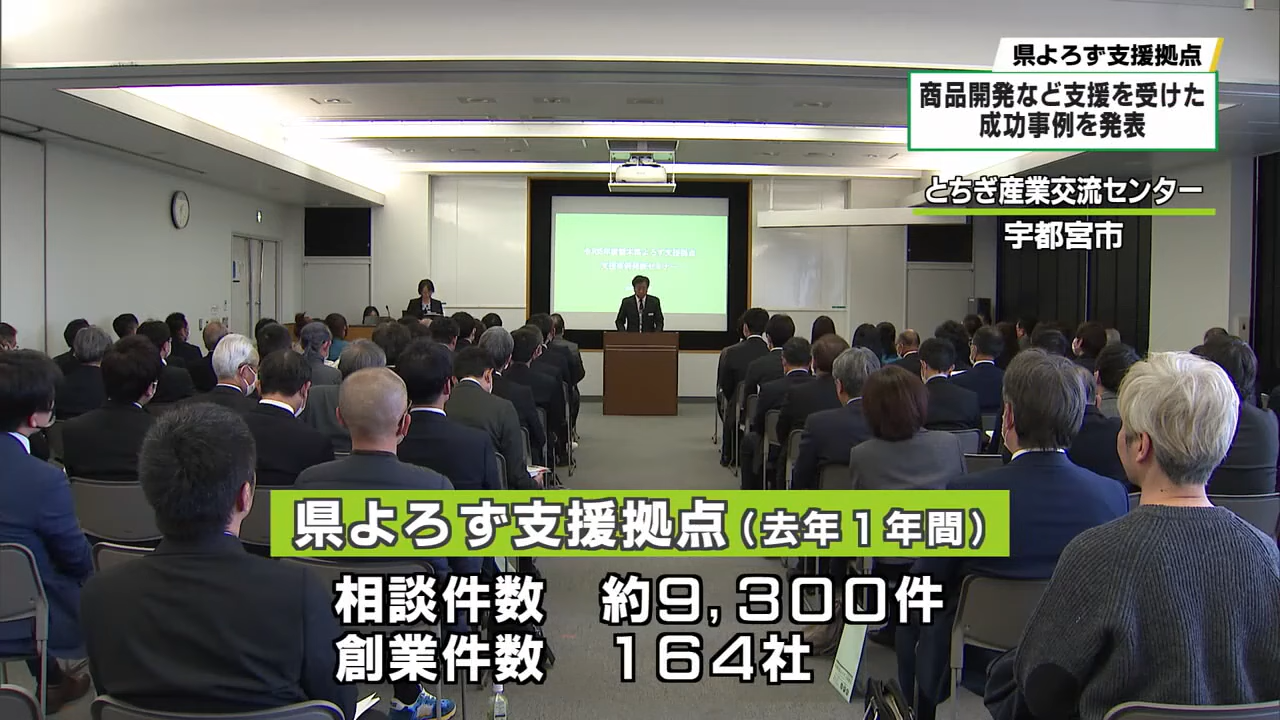 県よろず支援拠点
商品開発など支援を受けた
成功事例を発表
とちぎ産業交流センター
宇都宮市
県よろず支援拠点（去年１年間）
相談件数　約９，３００件
創業件数　１６４社